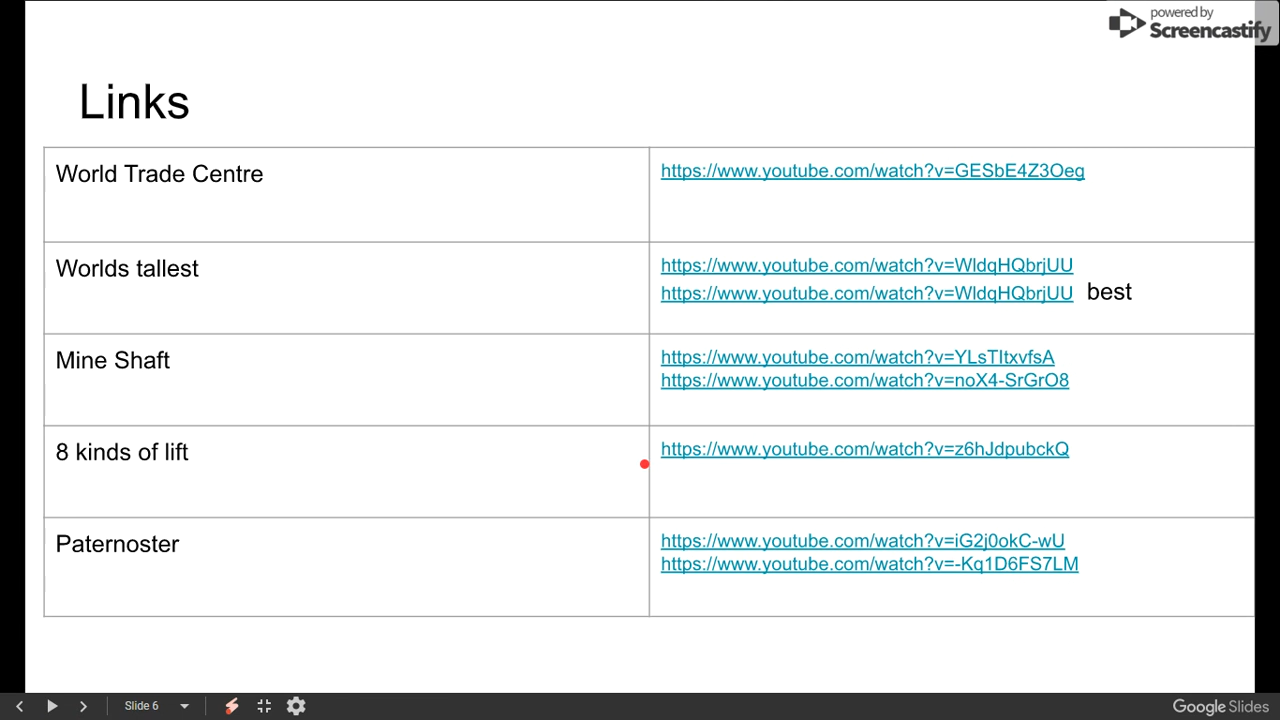 powered by
Screencastify
Links
World Trade Centre
https://www.youtube.com/watch?v=GESbE4Z3Oeg
Worlds tallest
https://www.youtube.com/watch?v=WldqHQbrjUU
https://www.youtube.com/watch?v=WldqHQbrjUU best
Mine Shaft
https://www.youtube.com/watch?v=YLsTItxvfsA
https://www.youtube.com/watch?v=noX4-SrGrO8
8 kinds of lift
https://www.youtube.com/watch?v=z6hJdpubckQ
Paternoster
https://www.youtube.com/watch?v=iG2j0okC-wU
https://www.youtube.com/watch?v=-Kq1D6FS7LM
Slide 6
Google Slides